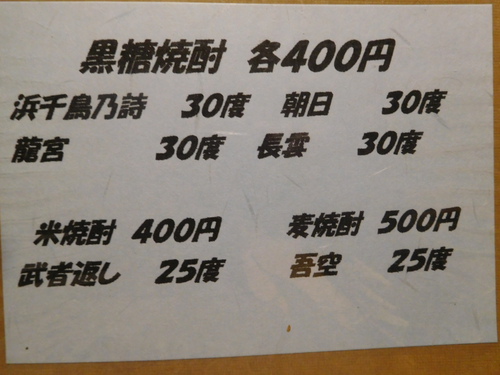 黒糖焼酎 各400円
浜千鳥乃詩 30度 朝日 30度
龍宮 30度 長雲 30度
米焼酎 400円 麦焼酎 500円
武者返し 25度 吾空 25度